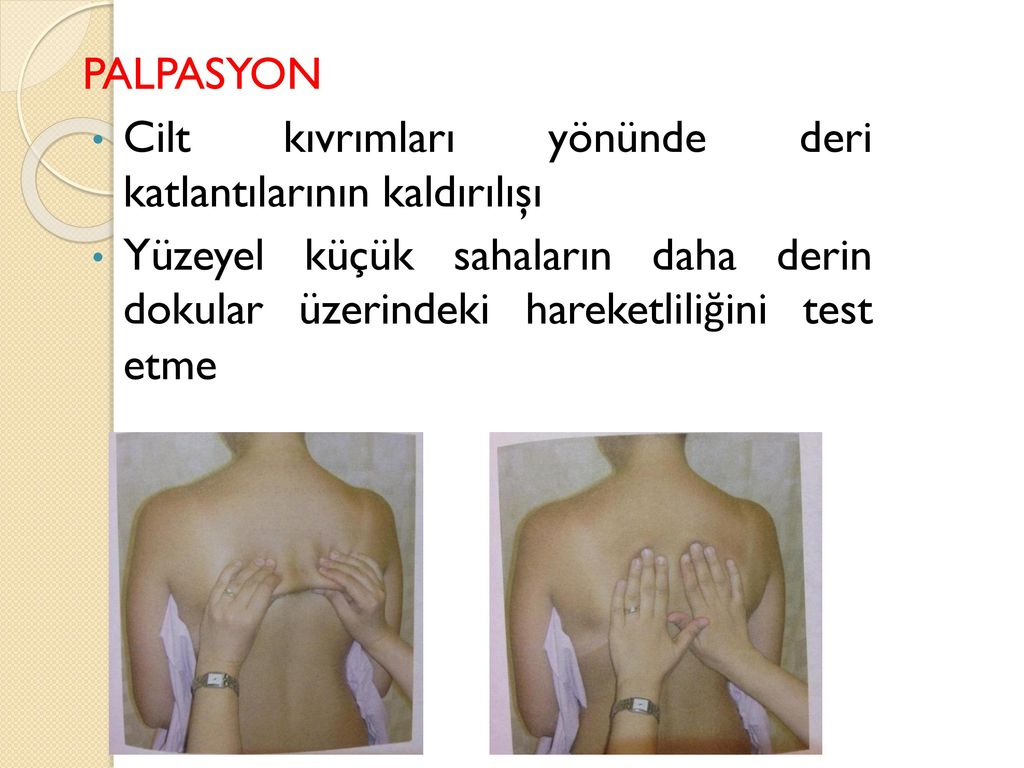 PALPASYON
• Cilt kıvrımları yönünde deri
katlantılarının kaldırılışı
• Yüzeyel küçük sahaların daha derin
dokular üzerindeki hareketliliğini test
etme